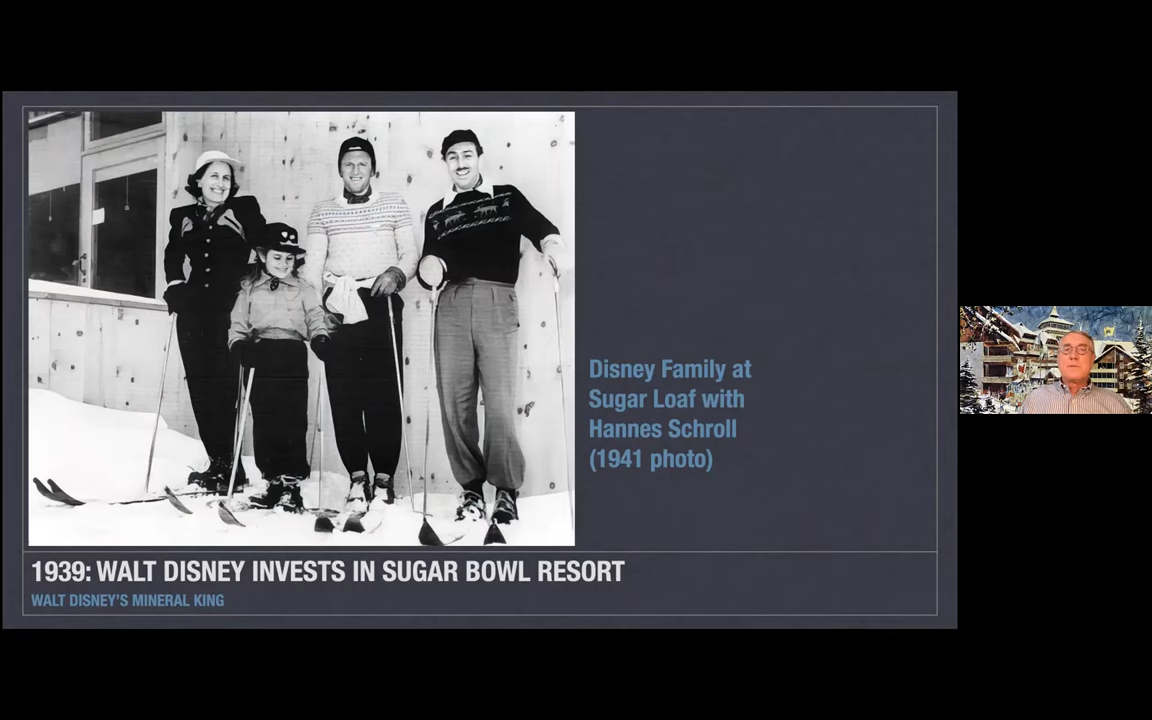 Disney Family at
Sugar Loaf with
Hannes Schroll
(1941 photo)
1939: WALT DISNEY INVESTS IN SUGAR BOWL RESORT
WALT DISNEY'S MINERAL KING